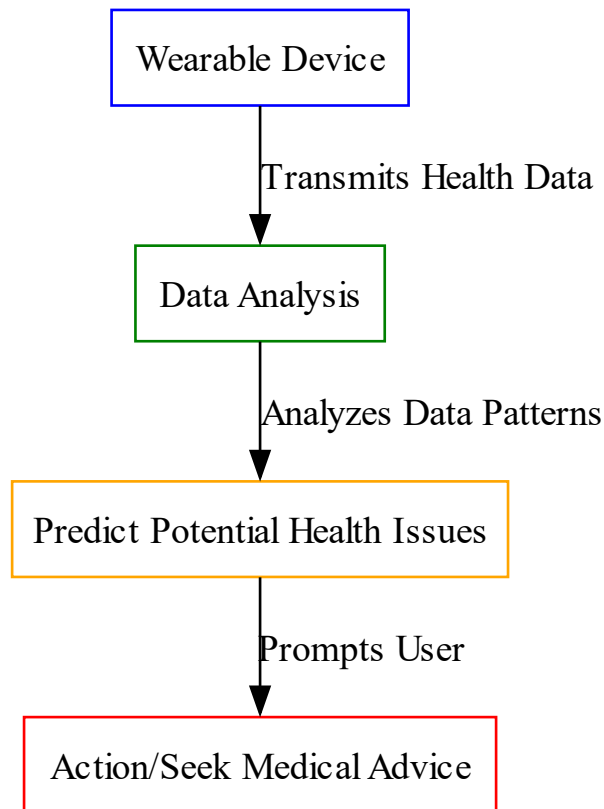 Wearable Device
Transmits Health Data
Data Analysis
Analyzes Data Patterns
Predict Potential Health Issues
Prompts User
Action/Seek Medical Advice